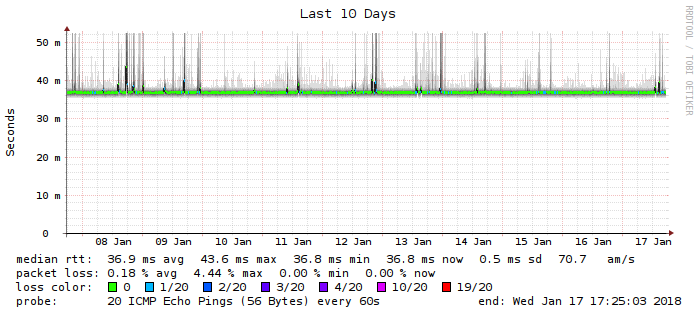 Last 10 Days
RRDTOOL / TOBI OETIKER
Seconds
50 m
40 m
30 m
20 m
10 m
0
08 Jan 09 Jan 10 Jan 11 Jan 12 Jan 13 Jan 14 Jan 15 Jan 16 Jan 17 Jan
median rtt: 36.9 ms avg 43.6 ms max 36.8 ms min 36.8 ms now 0.5 ms sd 70.7 am/s
packet loss: 0.18 % avg 4.44 % max 0.00 % min 0.00 % now
loss color: 0 1/20 2/20 3/20 4/20 10/20 19/20
probe: 20 ICMP Echo Pings (56 Bytes) every 60s end: Wed Jan 17 17:25:03 2018